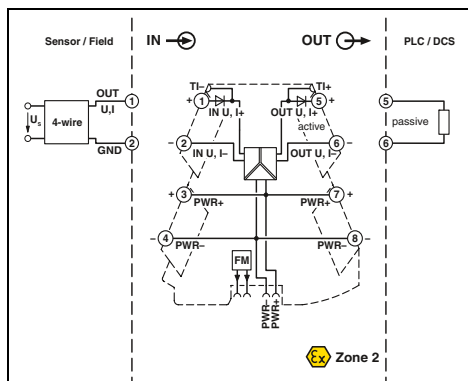 Sensor / Field
IN
OUT
PLC / DCS
TI–
TI+
OUT
1
+
1
5
+
5
U,I
IN U, I+
OUT U, I+
Us
4-wire
active
passive
2
–
2
6
–
6
GND
IN U, I–
OUT U, I–
+
3
7
+
PWR+
PWR+
–
4
8
–
PWR–
PWR–
FM
PWR–
PWR+
Ex
Zone 2